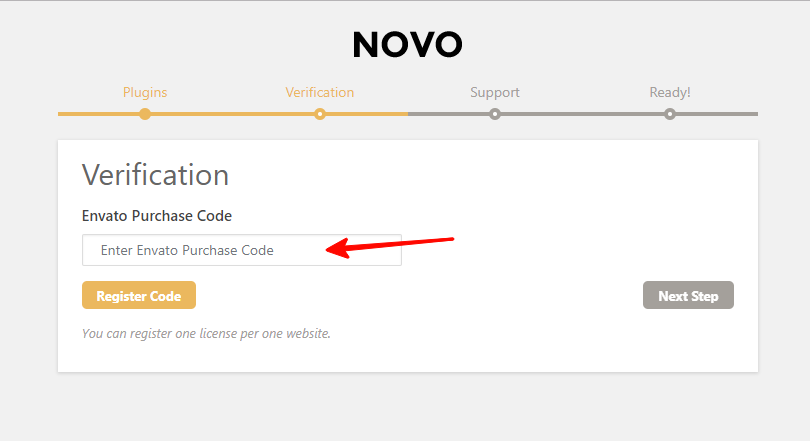 NOVO
Plugins Verification Support Ready!
Verification
Envato Purchase Code
Enter Envato Purchase Code
Register Code Next Step
You can register one license per one website.